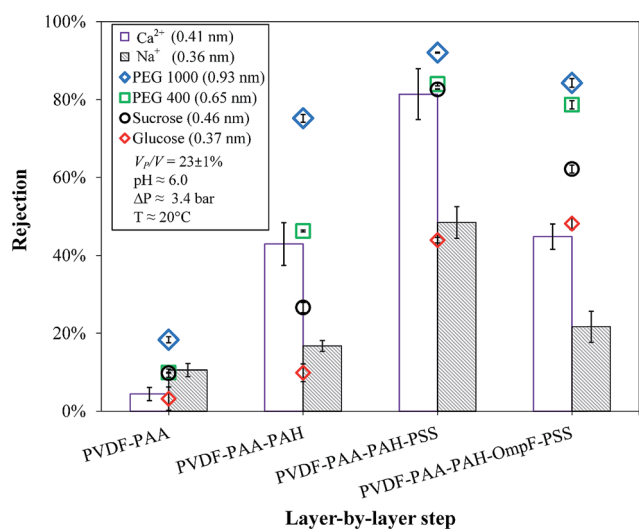 100%
80%
60%
40%
20%
0%
Rejection
Ca²⁺ (0.41 nm)
Na⁺ (0.36 nm)
PEG 1000 (0.93 nm)
PEG 400 (0.65 nm)
Sucrose (0.46 nm)
Glucose (0.37 nm)
V_P/V = 23±1%
pH ≈ 6.0
ΔP ≈ 3.4 bar
T ≈ 20°C
PVDF-PAA
PVDF-PAA-PAH
PVDF-PAA-PAH-PSS
PVDF-PAA-PAH-OmpF-PSS
Layer-by-layer step